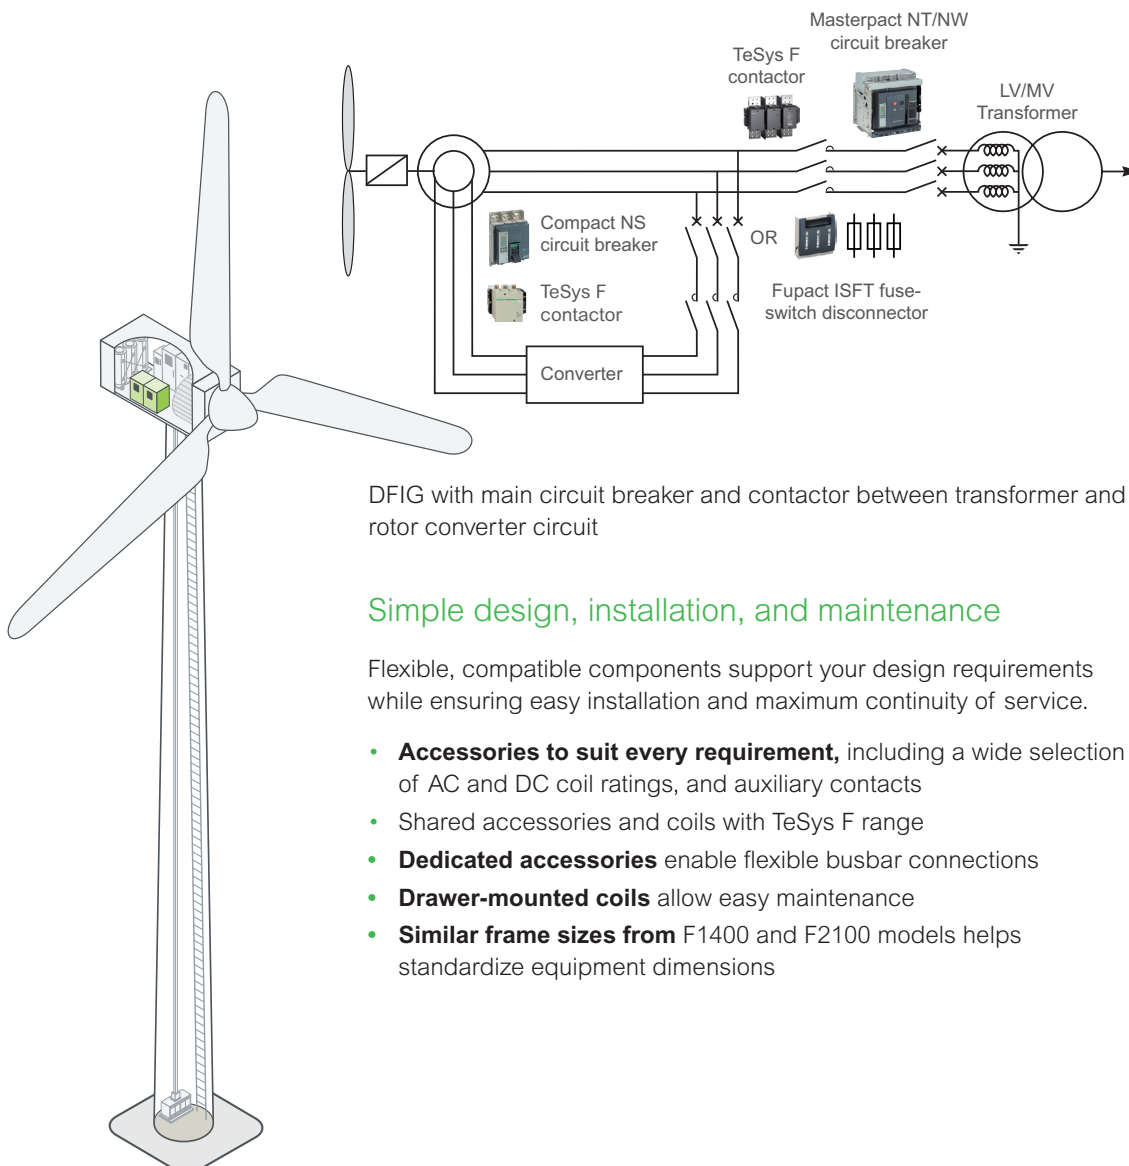 Masterpact NT/NW
circuit breaker
TeSys F
contactor
LV/MV
Transformer
Compact NS
circuit breaker
OR
TeSys F
contactor
Fupact ISFT fuse-
switch disconnector
Converter
DFIG with main circuit breaker and contactor between transformer and
rotor converter circuit
Simple design, installation, and maintenance
Flexible, compatible components support your design requirements
while ensuring easy installation and maximum continuity of service.
• Accessories to suit every requirement, including a wide selection
of AC and DC coil ratings, and auxiliary contacts
• Shared accessories and coils with TeSys F range
• Dedicated accessories enable flexible busbar connections
• Drawer-mounted coils allow easy maintenance
• Similar frame sizes from F1400 and F2100 models helps
standardize equipment dimensions